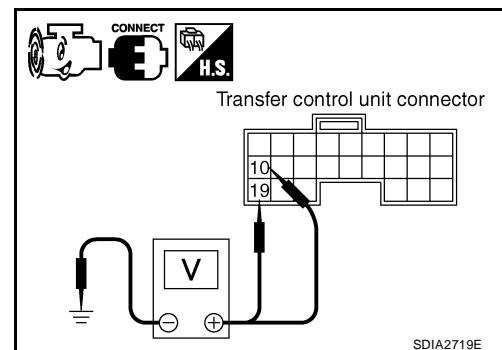 CONNECT
H.S.
Transfer control unit connector
10
19
V
− +
SDIA2719E